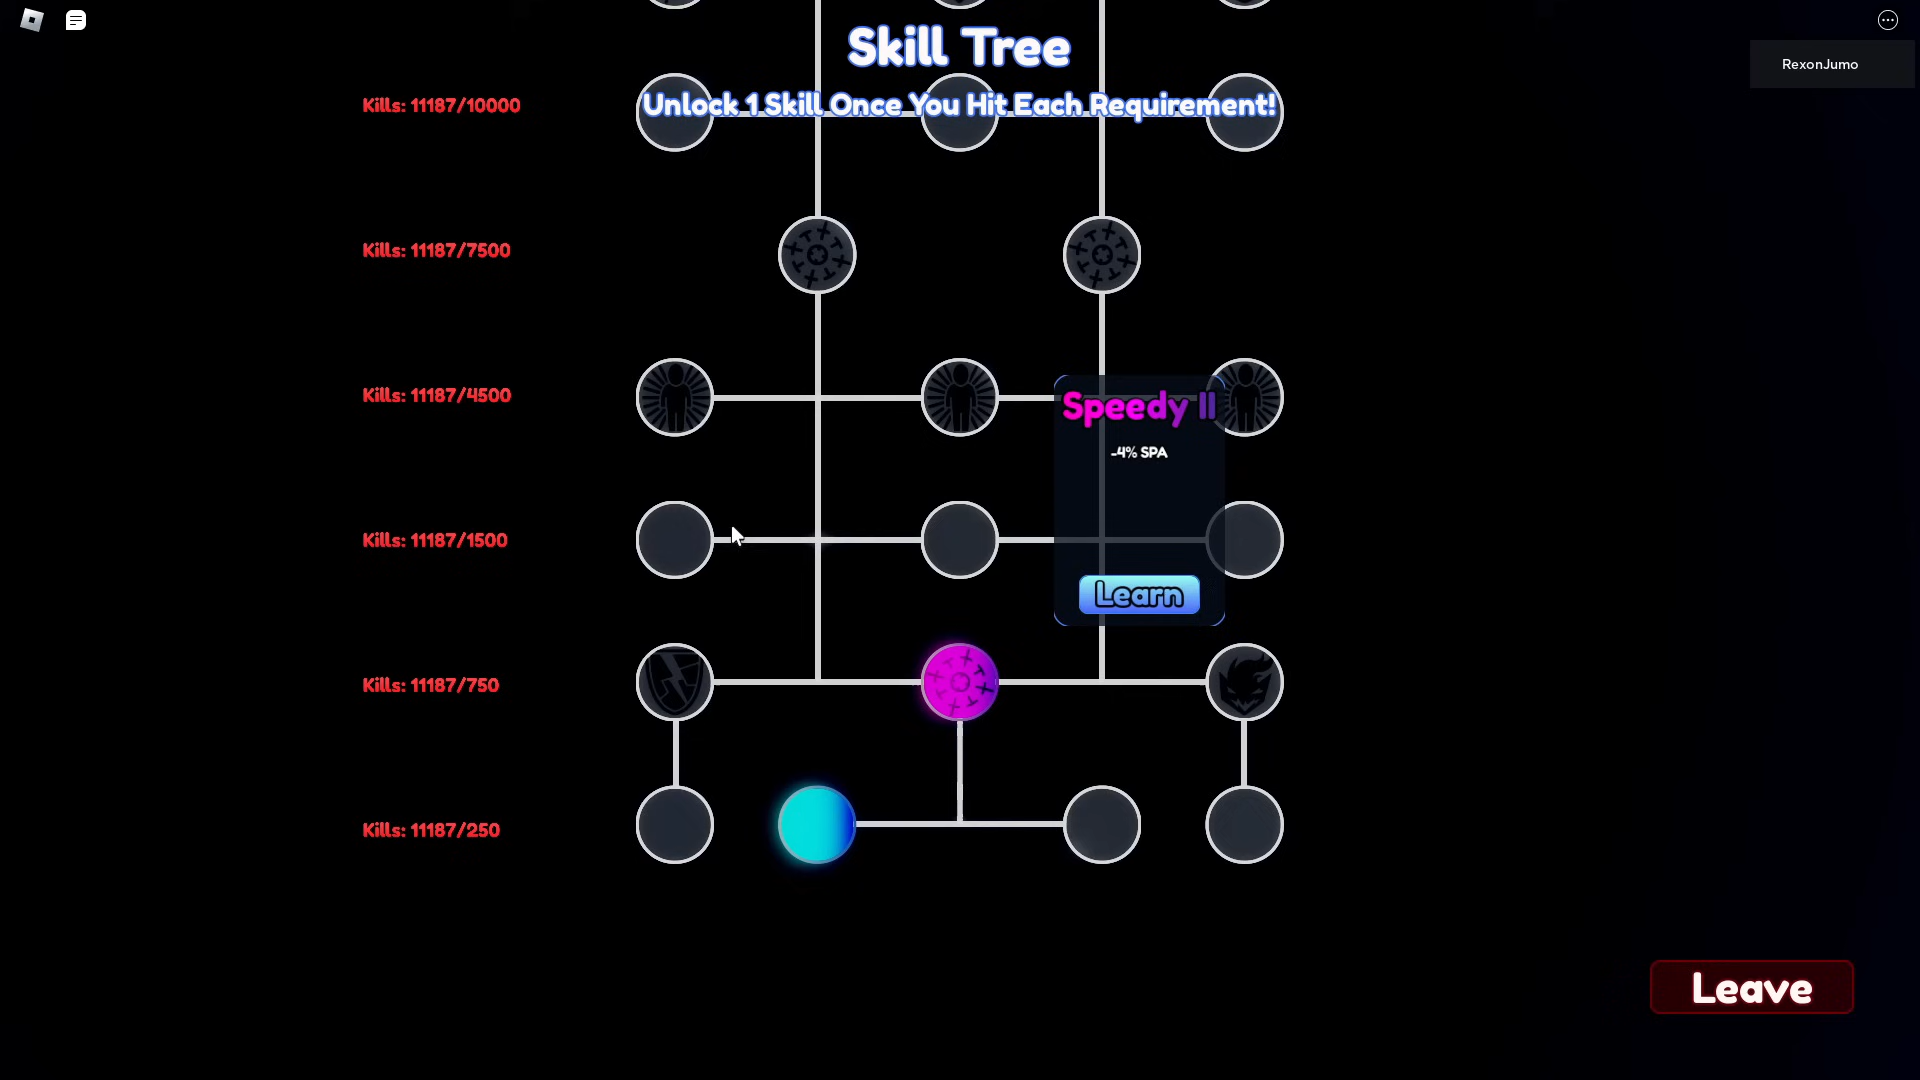 Skill Tree
RexonJumo
Kills: 11187/10000
Unlock 1 Skill Once You Hit Each Requirement!
Kills: 11187/7500
Kills: 11187/4500
Speedy II
-4% SPA
Kills: 11187/1500
Learn
Kills: 11187/750
Kills: 11187/250
Leave